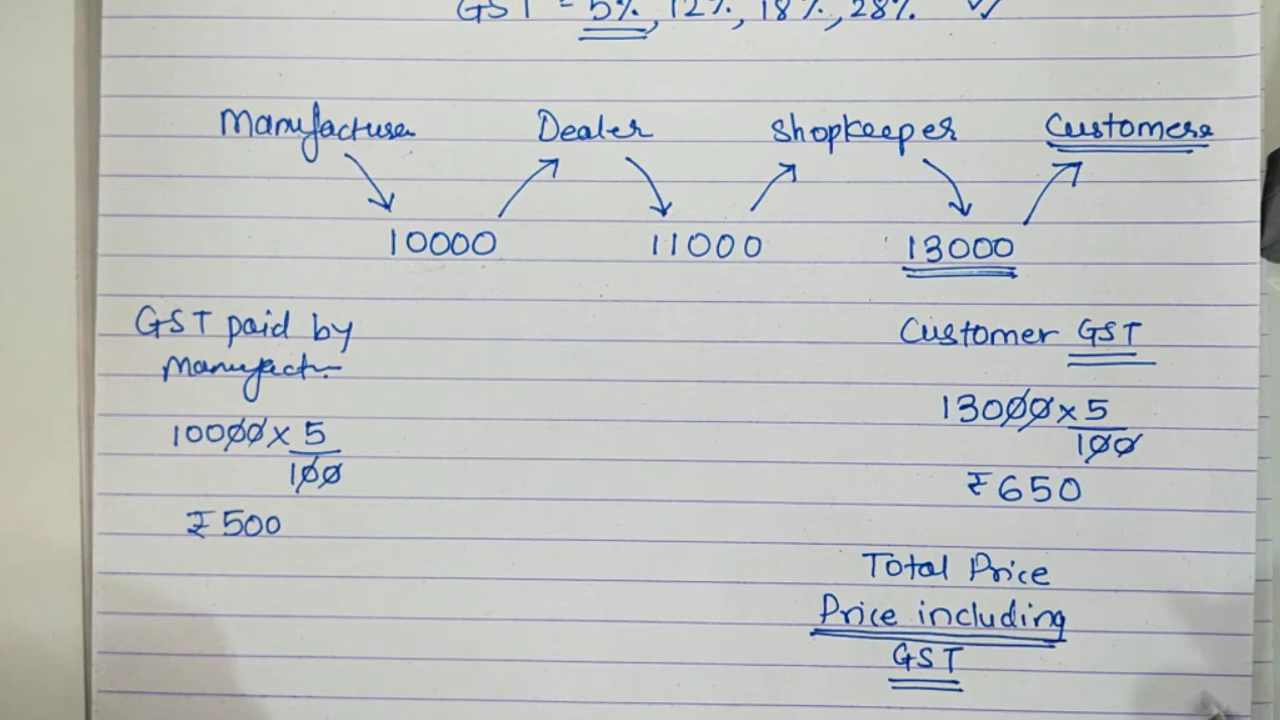 GST = 5%, 12%, 18%, 28%.
Manufacturer Dealer Shopkeeper Customers
10000 11000 13000
GST paid by
Manufact.
10000 x 5
100
₹500
Customer GST
13000 x 5
100
₹650
Total Price
Price including
GST